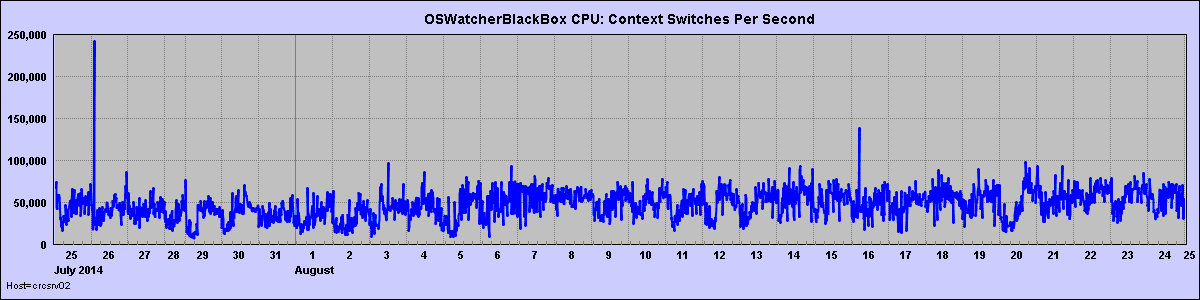 OSWatcherBlackBox CPU: Context Switches Per Second
250,000
200,000
150,000
100,000
50,000
0
25 26 27 28 29 30 31 1 2 3 4 5 6 7 8 9 10 11 12 13 14 15 16 17 18 19 20 21 22 23 24 25
July 2014 August
Host=crcsrv02